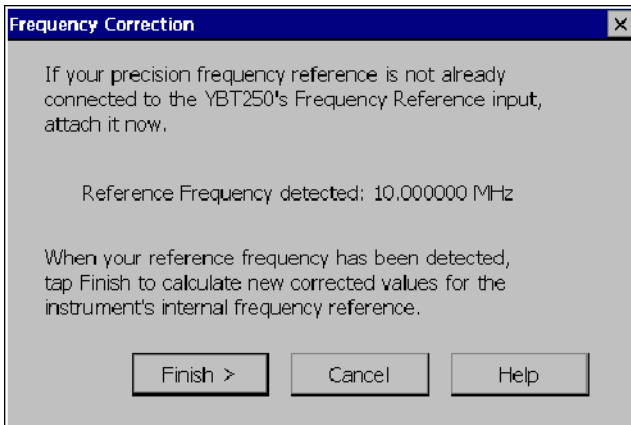 Frequency Correction
If your precision frequency reference is not already
connected to the YBT250's Frequency Reference input,
attach it now.
Reference Frequency detected: 10.000000 MHz
When your reference frequency has been detected,
tap Finish to calculate new corrected values for the
instrument's internal frequency reference.
Finish >
Cancel
Help